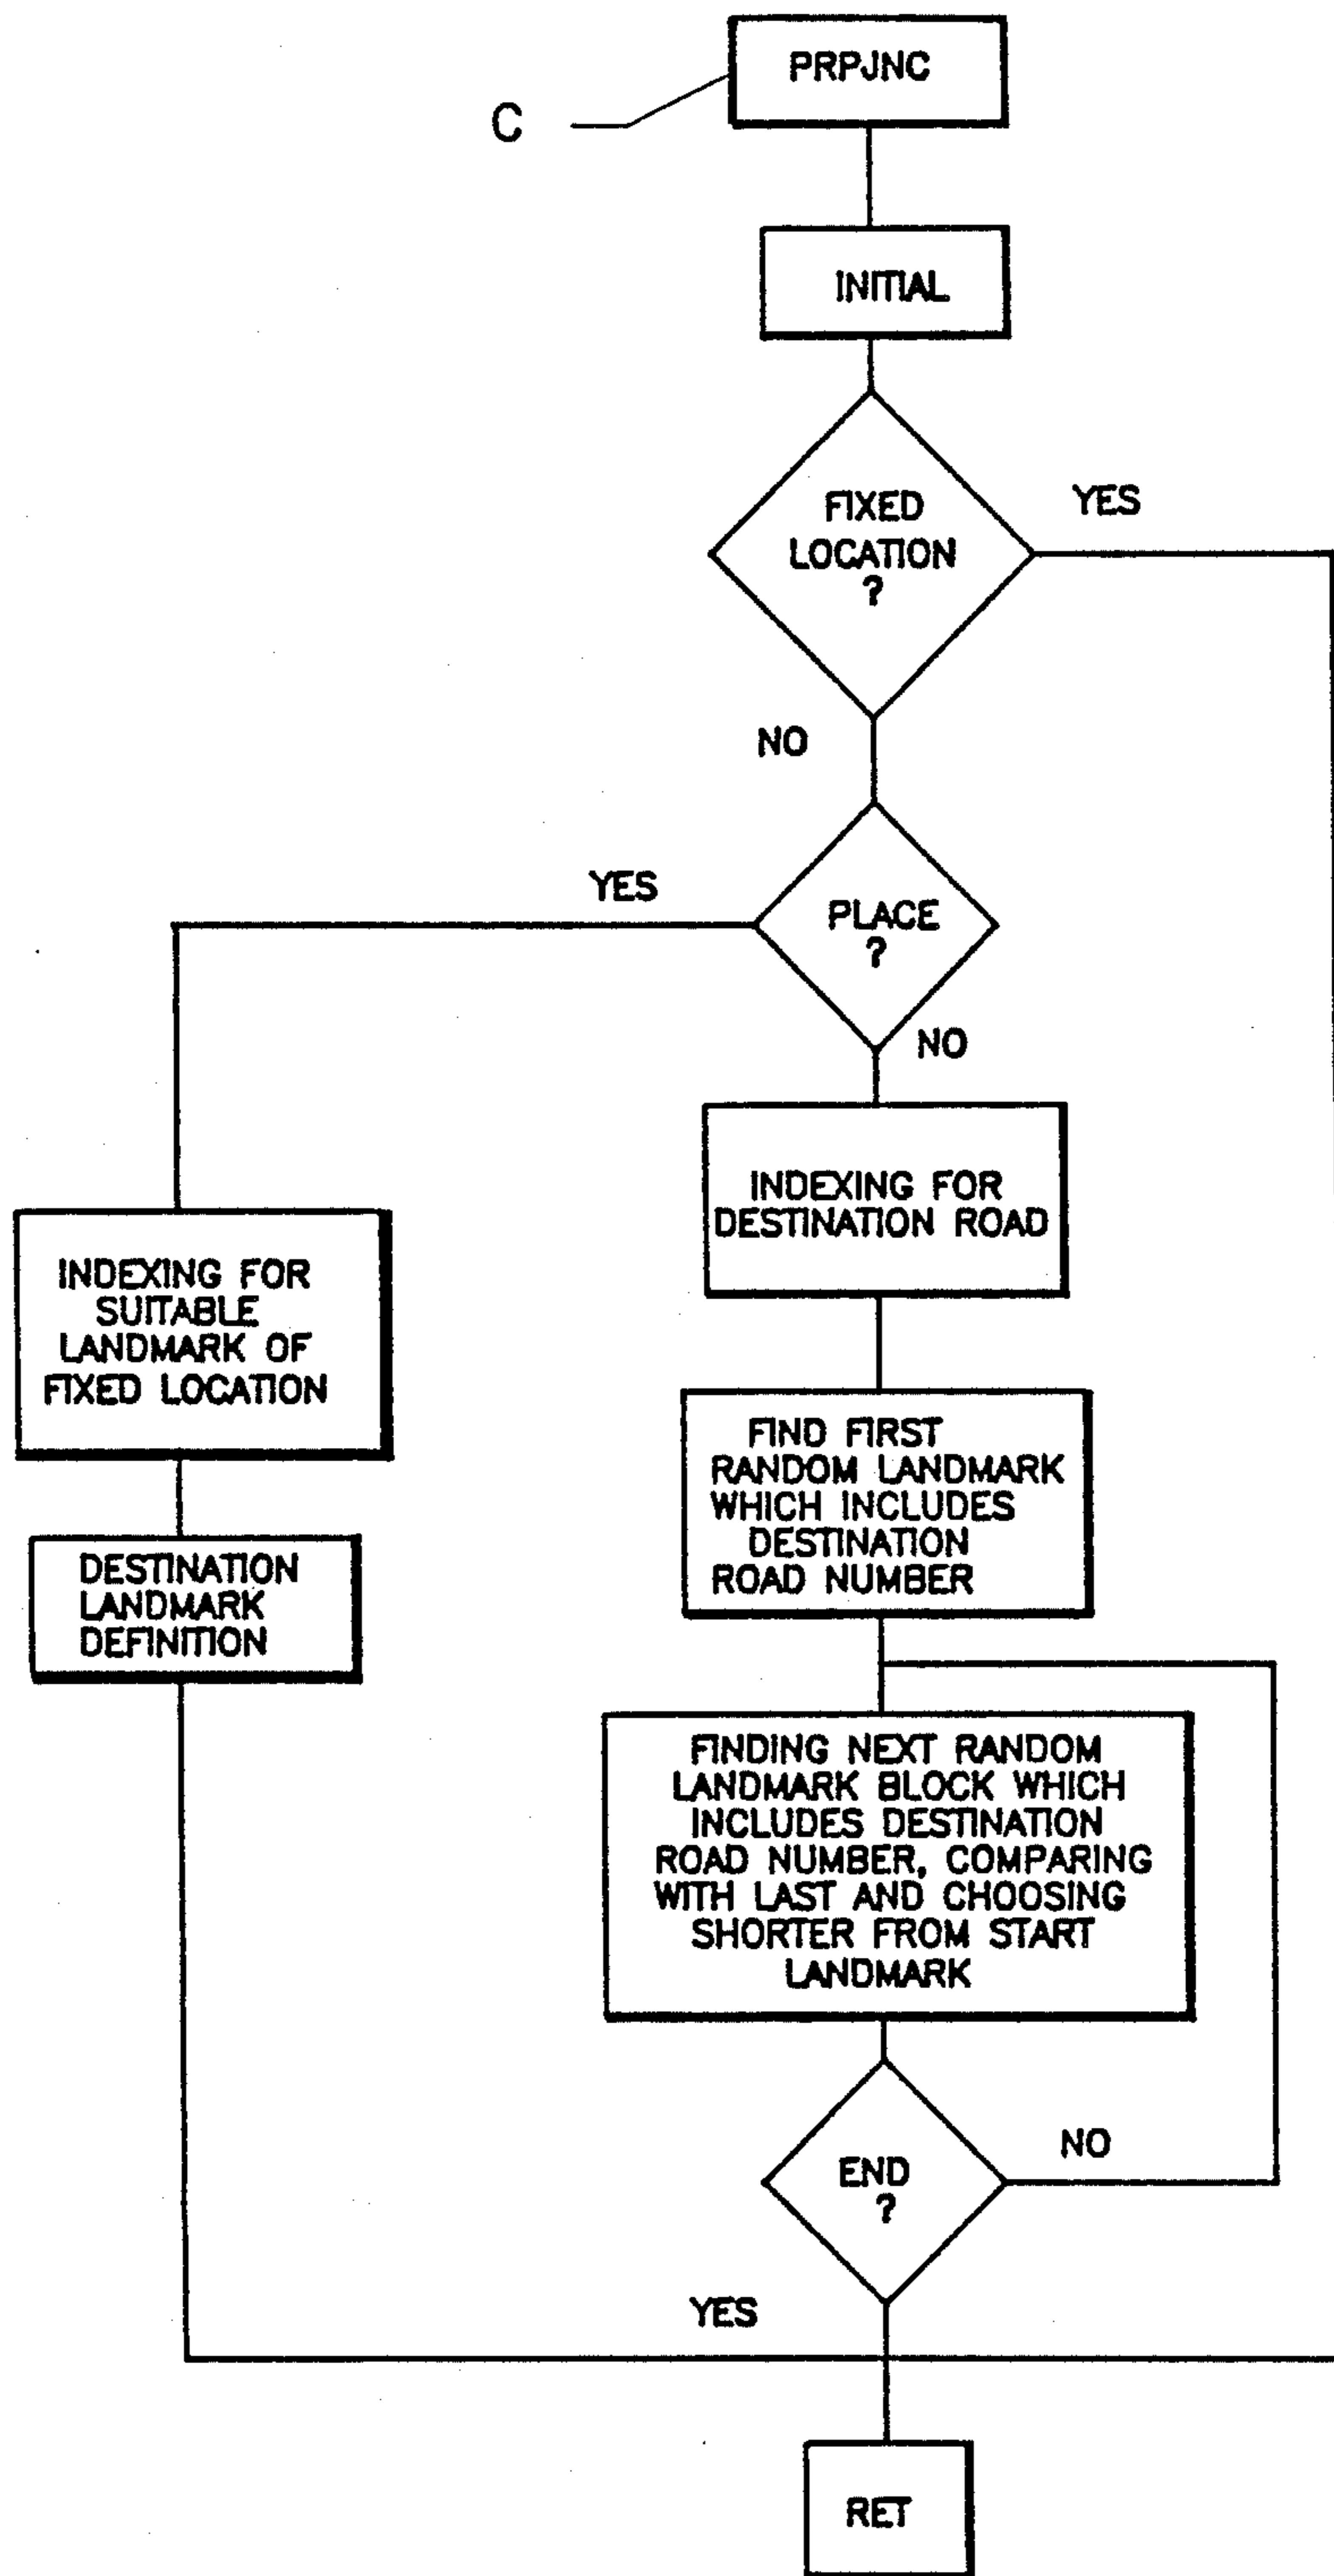 PRPJNC
C
INITIAL
FIXED
LOCATION
?
YES
NO
YES
PLACE
?
NO
INDEXING FOR
DESTINATION ROAD
INDEXING FOR
SUITABLE
LANDMARK OF
FIXED LOCATION
FIND FIRST
RANDOM LANDMARK
WHICH INCLUDES
DESTINATION
ROAD NUMBER
DESTINATION
LANDMARK
DEFINITION
FINDING NEXT RANDOM
LANDMARK BLOCK WHICH
INCLUDES DESTINATION
ROAD NUMBER, COMPARING
WITH LAST AND CHOOSING
SHORTER FROM START
LANDMARK
END
?
NO
YES
RET